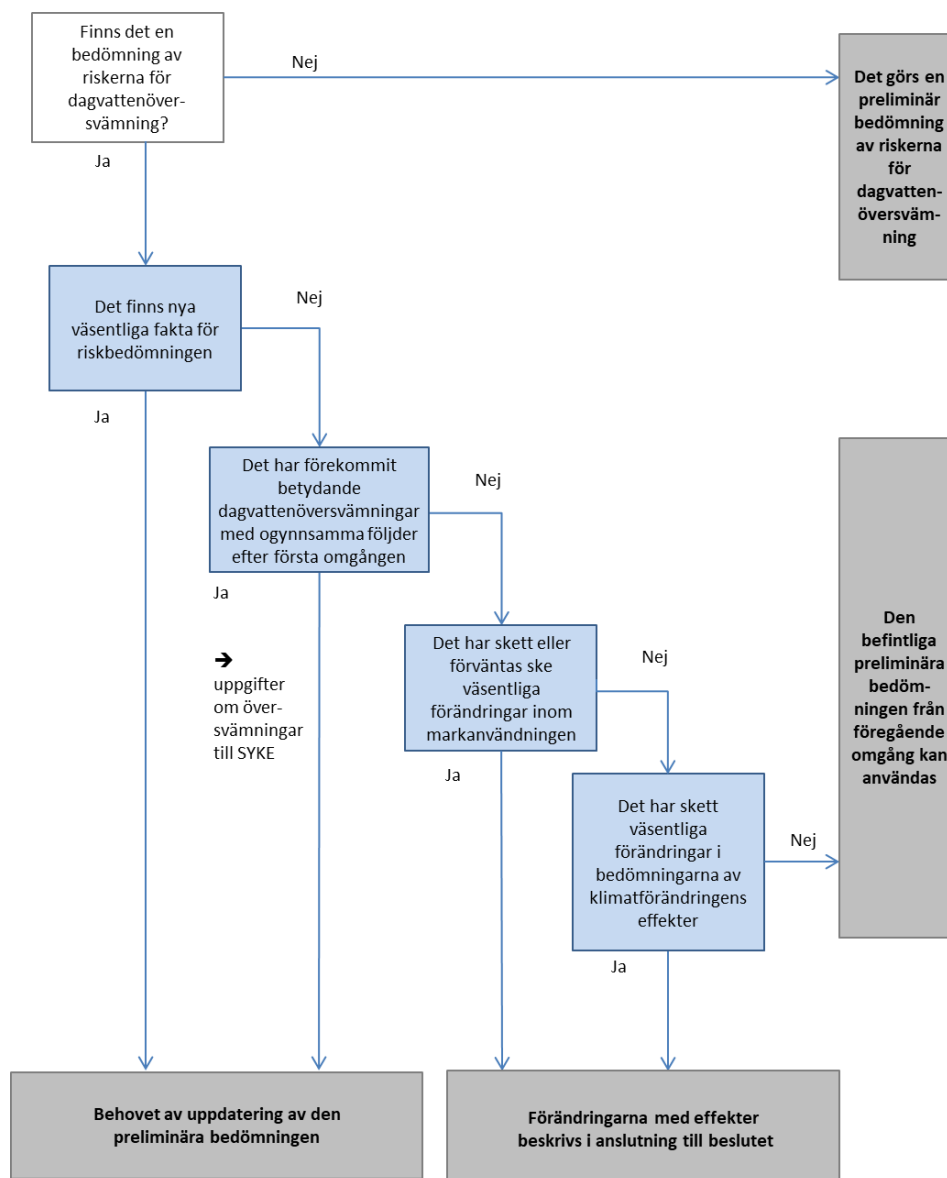 Finns det en
bedömning av
riskerna för
dagvattenöver-
svämning?
Nej
Det görs en
preliminär
bedömning
av riskerna
för
dagvatten-
översväm-
ning
Ja
Det finns nya
väsentliga fakta för
riskbedömningen
Nej
Ja
Det har förekommit
betydande
dagvattenöversvämningar
med ogynnsamma följder
efter första omgången
Nej
Ja
➔
uppgifter
om över-
svämningar
till SYKE
Det har skett eller
förväntas ske
väsentliga
förändringar inom
markanvändningen
Nej
Ja
Det har skett
väsentliga
förändringar i
bedömningarna av
klimatförändringens
effekter
Nej
Ja
Den
befintliga
preliminära
bedöm-
ningen från
föregående
omgång kan
användas
Behovet av uppdatering av den
preliminära bedömningen
Förändringarna med effekter
beskrivs i anslutning till beslutet